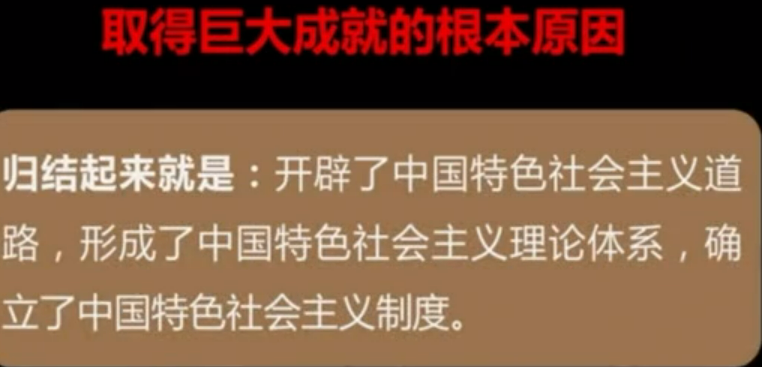 取得巨大成就的根本原因
归结起来就是：开辟了中国特色社会主义道
路，形成了中国特色社会主义理论体系，确
立了中国特色社会主义制度。